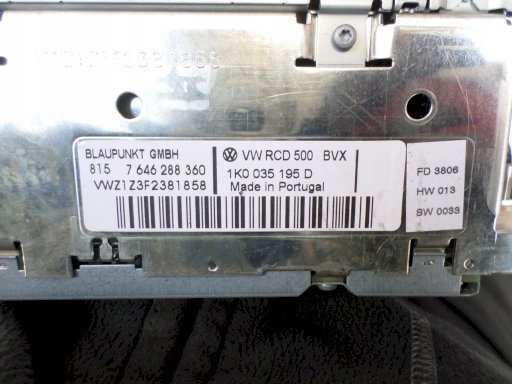 BLAUPUNKT GMBH
815 7 646 288 360
VWZ1Z3F2381858
VW RCD 500 BVX
1K0 035 195 D
Made in Portugal
FD 3806
HW 013
SW 0033